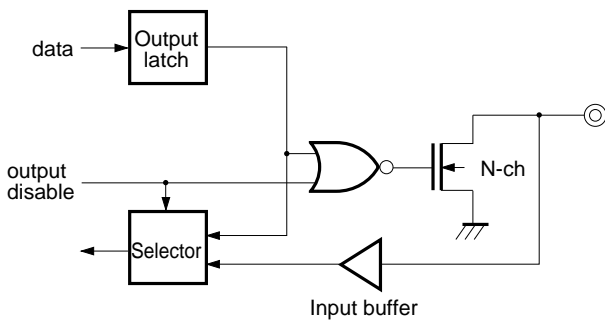 data
Output
latch
output
disable
N-ch
Selector
Input buffer